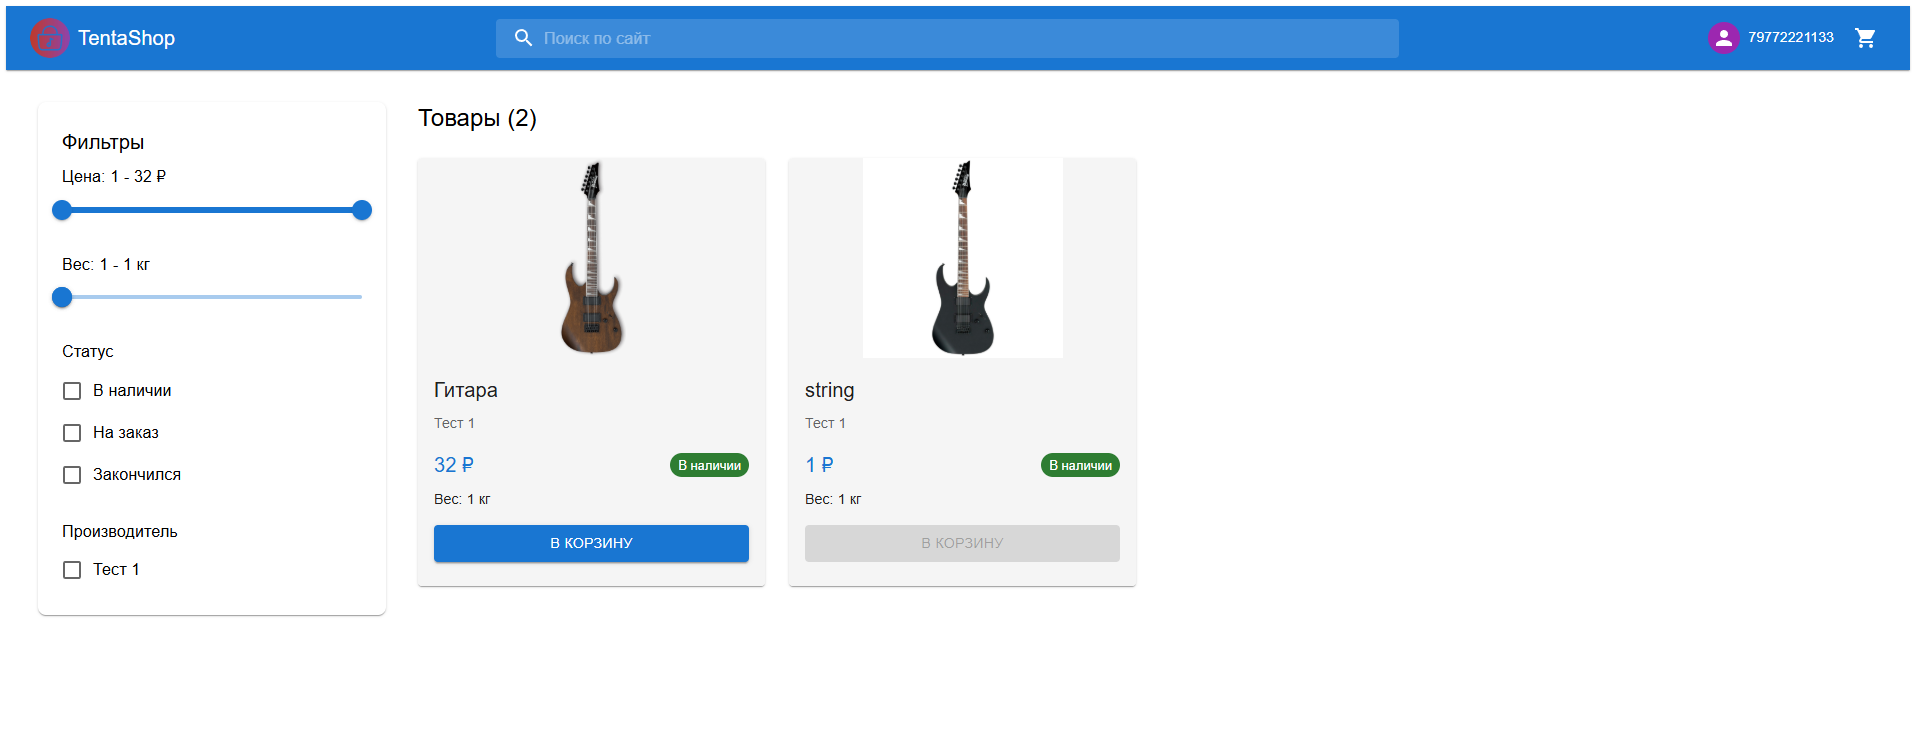 TentaShop
Поиск по сайт
79772221133
Фильтры
Цена: 1 - 32 ₽
Вес: 1 - 1 кг
Статус
В наличии
На заказ
Закончился
Производитель
Тест 1
Товары (2)
Гитара
Тест 1
32 ₽
В наличии
Вес: 1 кг
В КОРЗИНУ
string
Тест 1
1 ₽
В наличии
Вес: 1 кг
В КОРЗИНУ